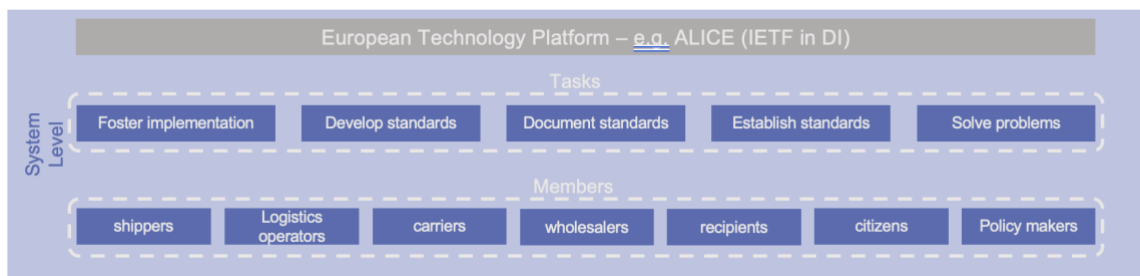 European Technology Platform – e.g. ALICE (IETF in DI)
Tasks
Foster implementation
Develop standards
Document standards
Establish standards
Solve problems
System
Level
Members
shippers
Logistics
operators
carriers
wholesalers
recipients
citizens
Policy makers